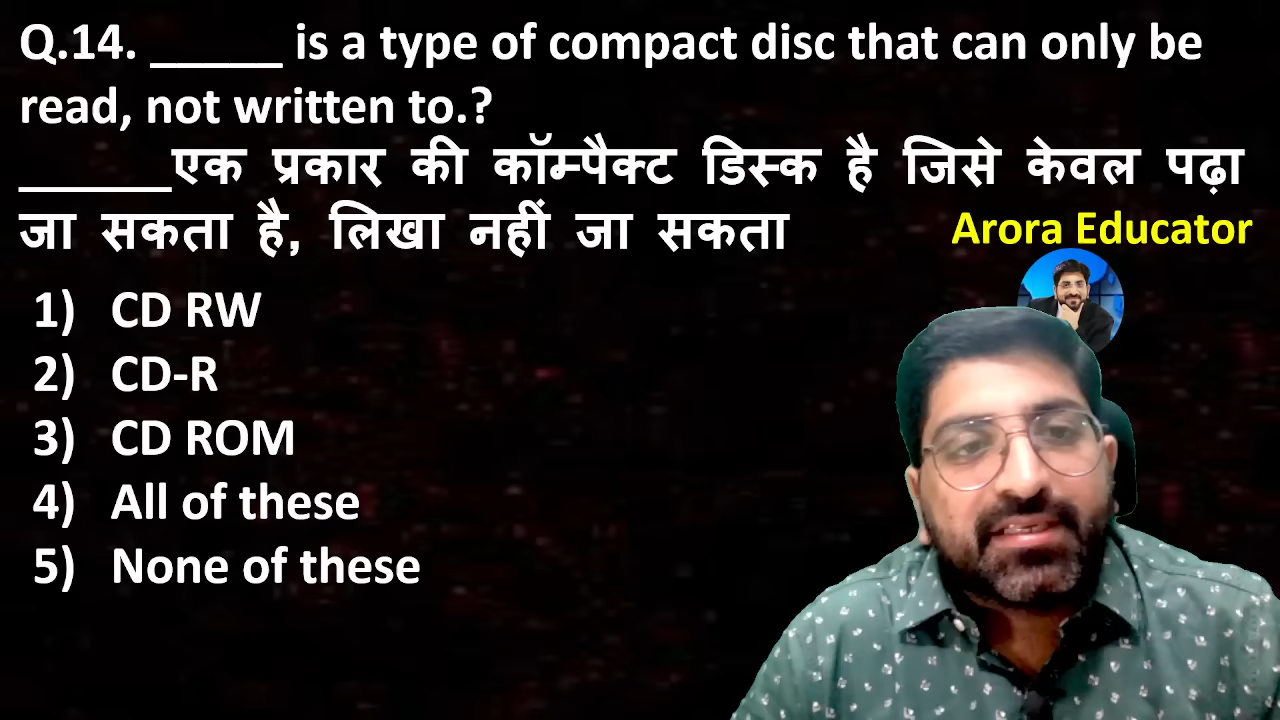 Q.14. _____ is a type of compact disc that can only be
read, not written to.?
______एक प्रकार की कॉम्पैक्ट डिस्क है जिसे केवल पढ़ा
जा सकता है, लिखा नहीं जा सकता
Arora Educator
1) CD RW
2) CD-R
3) CD ROM
4) All of these
5) None of these